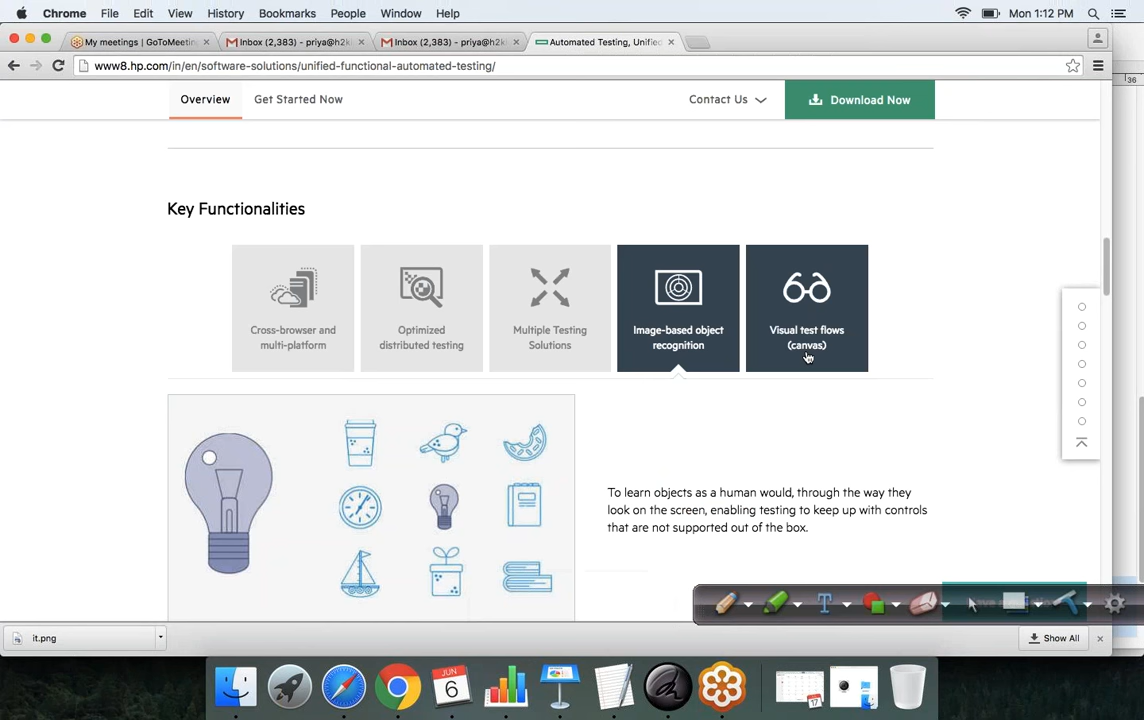 Chrome File Edit View History Bookmarks People Window Help
Mon 1:12 PM
My meetings | GoToMeetin
Inbox (2,383) - priya@h2k
Inbox (2,383) - priya@h2k
Automated Testing, Unifie
www8.hp.com/in/en/software-solutions/unified-functional-automated-testing/
36
Overview
Get Started Now
Contact Us
Download Now
Key Functionalities
Cross-browser and
multi-platform
Optimized
distributed testing
Multiple Testing
Solutions
Image-based object
recognition
Visual test flows
(canvas)
To learn objects as a human would, through the way they
look on the screen, enabling testing to keep up with controls
that are not supported out of the box.
T
it.png
Show All
JUN
6
17